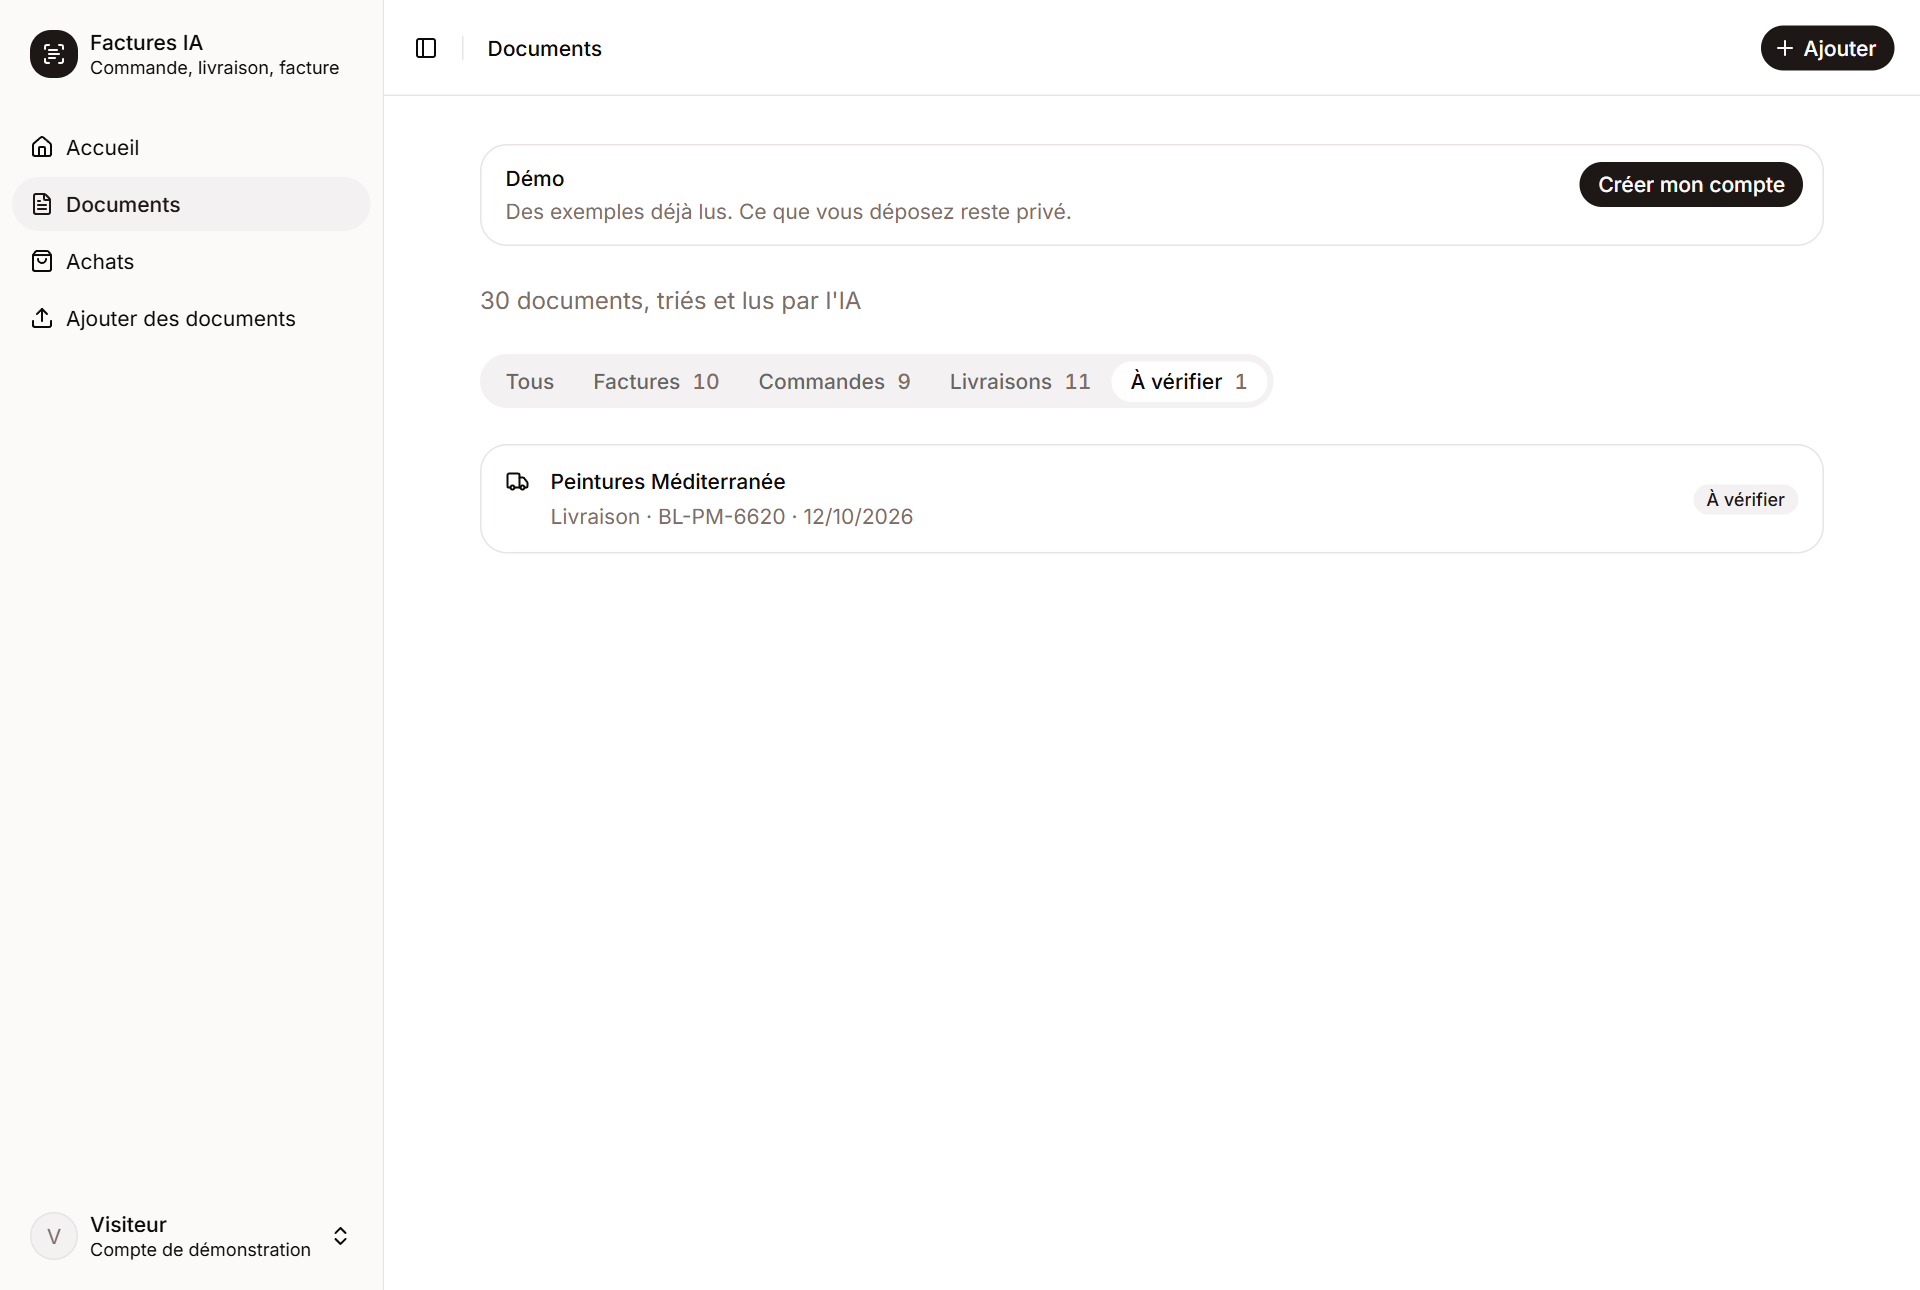 Factures IA
Commande, livraison, facture
Accueil
Documents
Achats
Ajouter des documents
Visiteur
Compte de démonstration
V
Documents
Ajouter
Démo
Des exemples déjà lus. Ce que vous déposez reste privé.
Créer mon compte
30 documents, triés et lus par l'IA
Tous Factures 10 Commandes 9 Livraisons 11 À vérifier 1
Peintures Méditerranée
Livraison · BL-PM-6620 · 12/10/2026
À vérifier